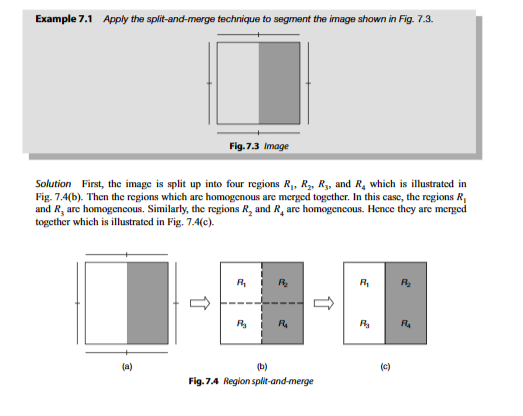 Example 7.1 Apply the split-and-merge technique to segment the image shown in Fig. 7.3.
Fig.7.3 Image
Solution First, the image is split up into four regions R1, R2, R3, and R4 which is illustrated in
Fig. 7.4(b). Then the regions which are homogenous are merged together. In this case, the regions R1
and R3 are homogeneous. Similarly, the regions R2 and R4 are homogeneous. Hence they are merged
together which is illustrated in Fig. 7.4(c).
R1 R2 R1 R2
R3 R4 R3 R4
(a) (b) (c)
Fig.7.4 Region split-and-merge